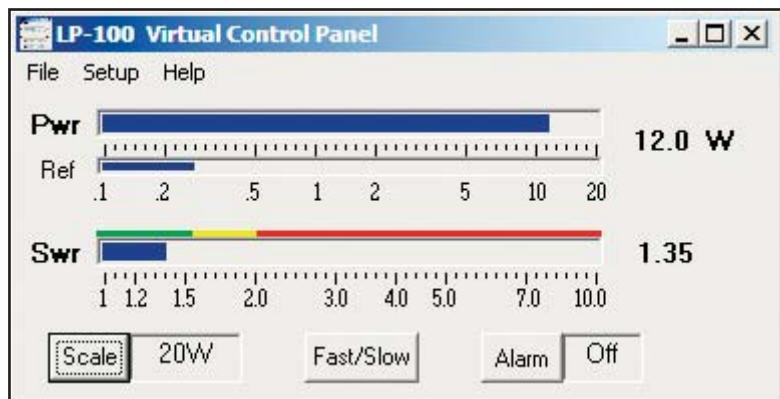 LP-100 Virtual Control Panel
File Setup Help
Pwr 12.0 W
Ref
.1 .2 .5 1 2 5 10 20
Swr 1.35
1 1.2 1.5 2.0 3.0 4.0 5.0 7.0 10.0
Scale 20W Fast/Slow Alarm Off